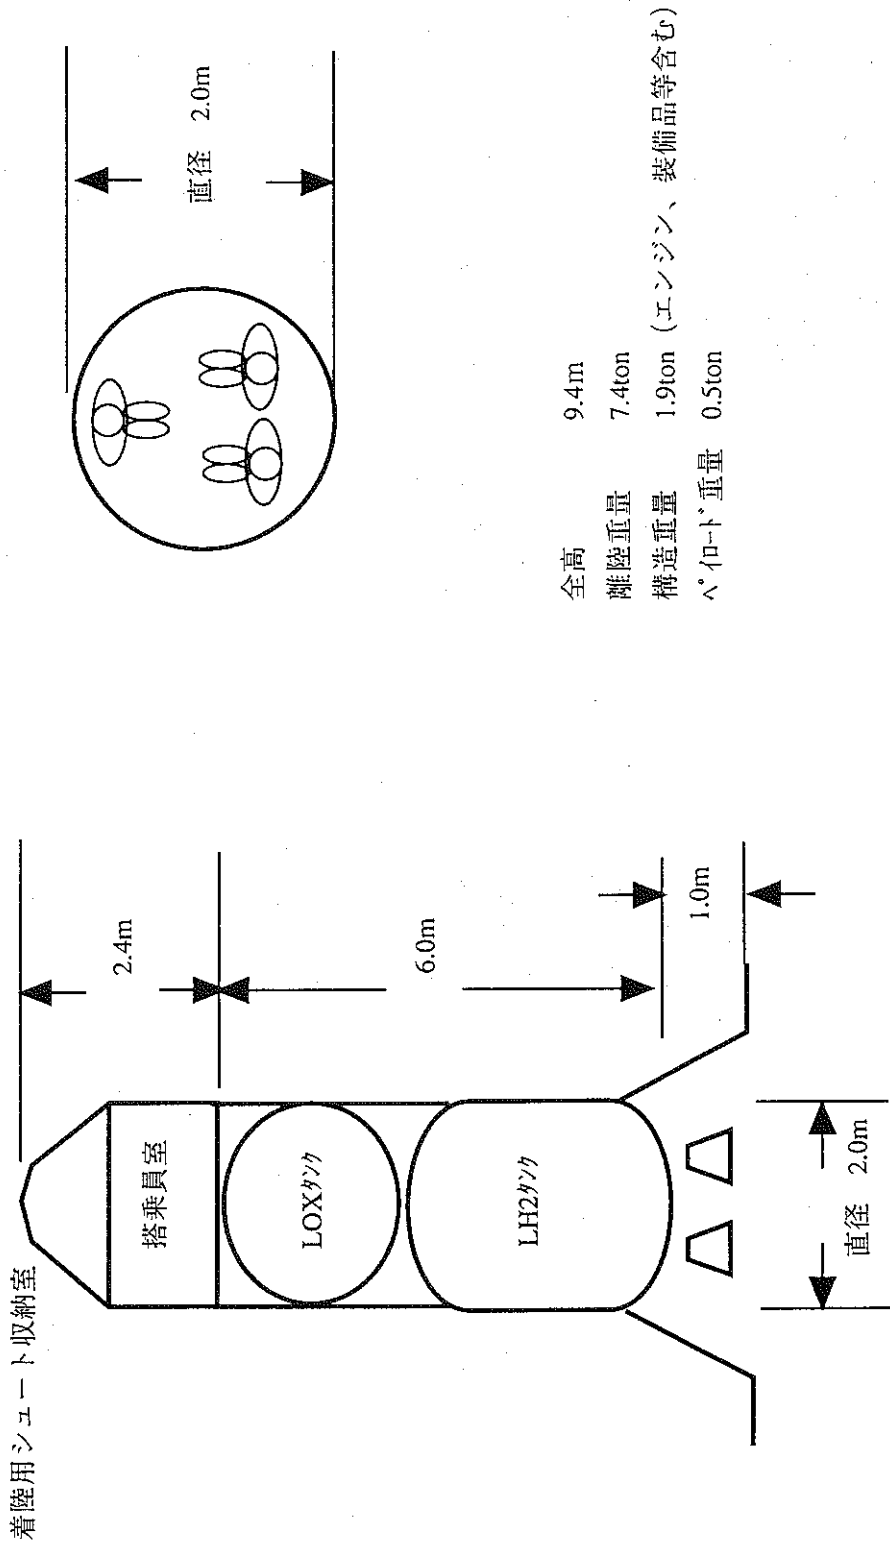 着陸用シュート収納室
搭乗員室
LOXタンク
LH2タンク
2.4m
6.0m
1.0m
直径 2.0m
直径 2.0m
全高 9.4m
離陸重量 7.4ton
構造重量 1.9ton (エンジン、装備品等含む)
ペイロード重量 0.5ton